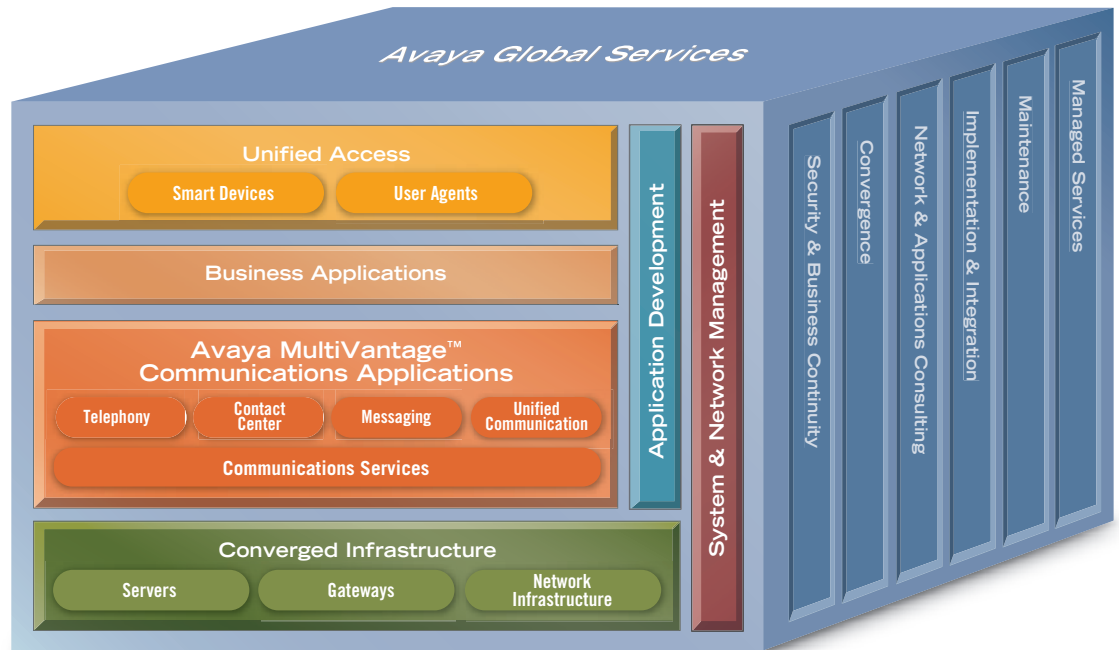 Avaya Global Services
Unified Access
Smart Devices
User Agents
Business Applications
Avaya MultiVantage™
Communications Applications
Telephony
Contact
Center
Messaging
Unified
Communication
Communications Services
Converged Infrastructure
Servers
Gateways
Network
Infrastructure
Application Development
System & Network Management
Security & Business Continuity
Convergence
Network & Applications Consulting
Implementation & Integration
Maintenance
Managed Services